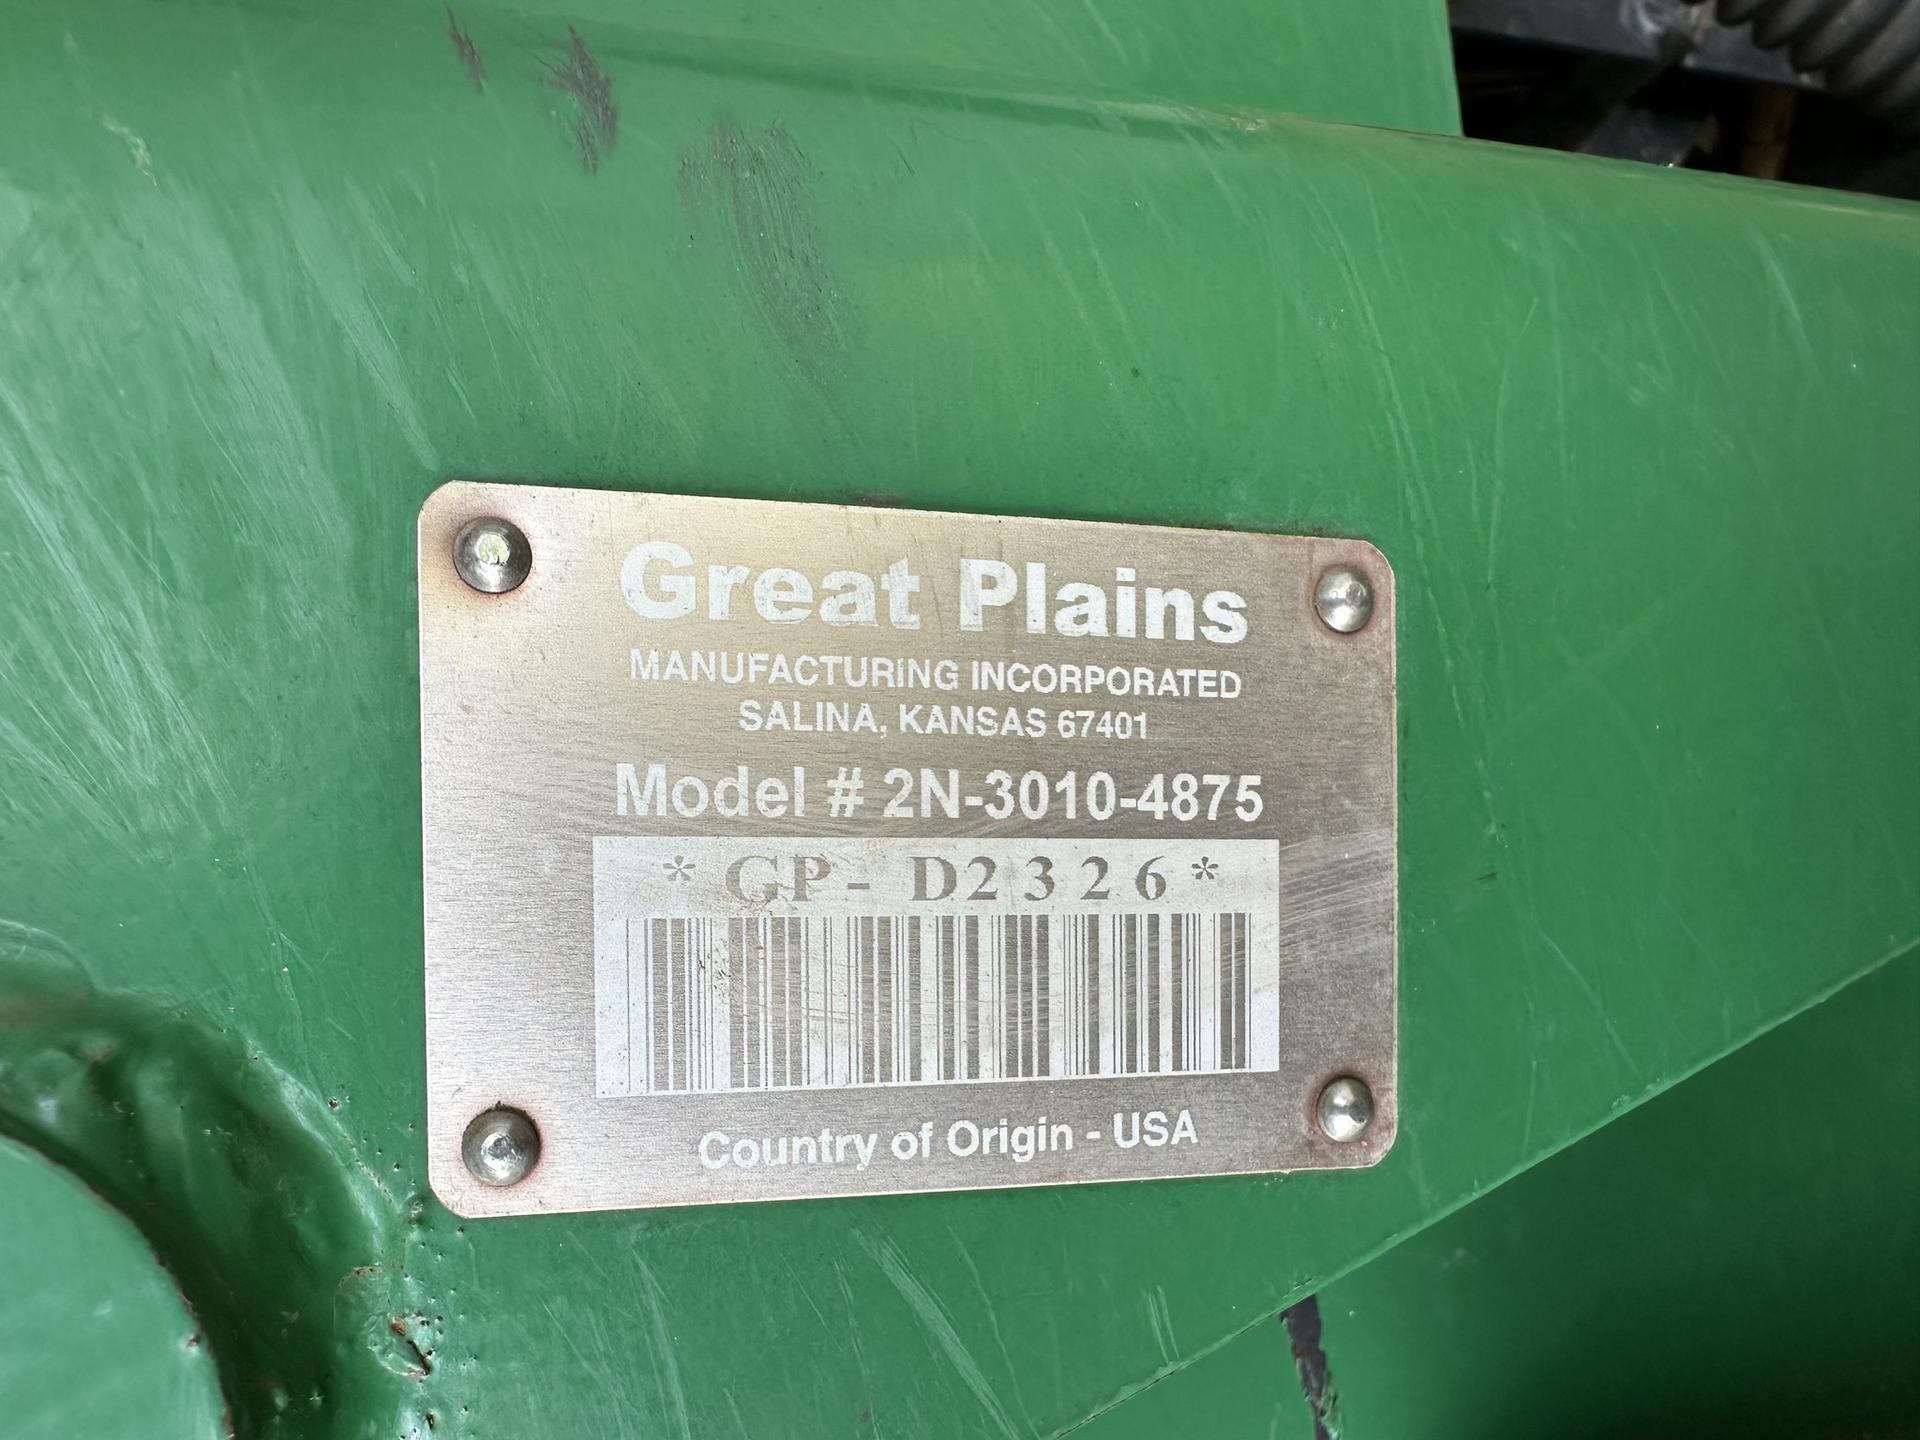 Great Plains
MANUFACTURING INCORPORATED
SALINA, KANSAS 67401
Model # 2N-3010-4875
*GP-D2326*
Country of Origin - USA